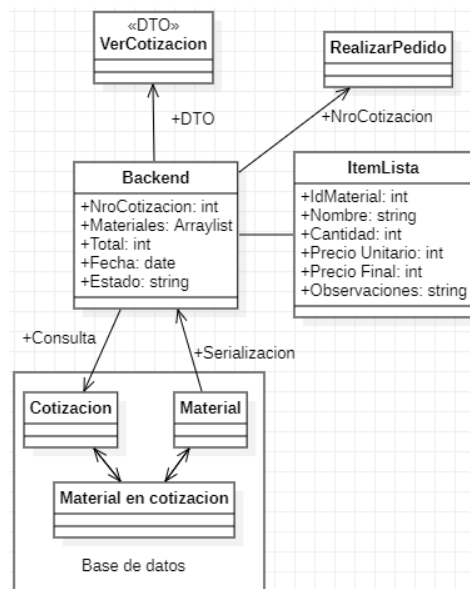 «DTO»
VerCotizacion
RealizarPedido
+DTO
+NroCotizacion
Backend
+NroCotizacion: int
+Materiales: Arraylist
+Total: int
+Fecha: date
+Estado: string
ItemLista
+IdMaterial: int
+Nombre: string
+Cantidad: int
+Precio Unitario: int
+Precio Final: int
+Observaciones: string
+Consulta
+Serializacion
Cotizacion
Material
Material en cotizacion
Base de datos